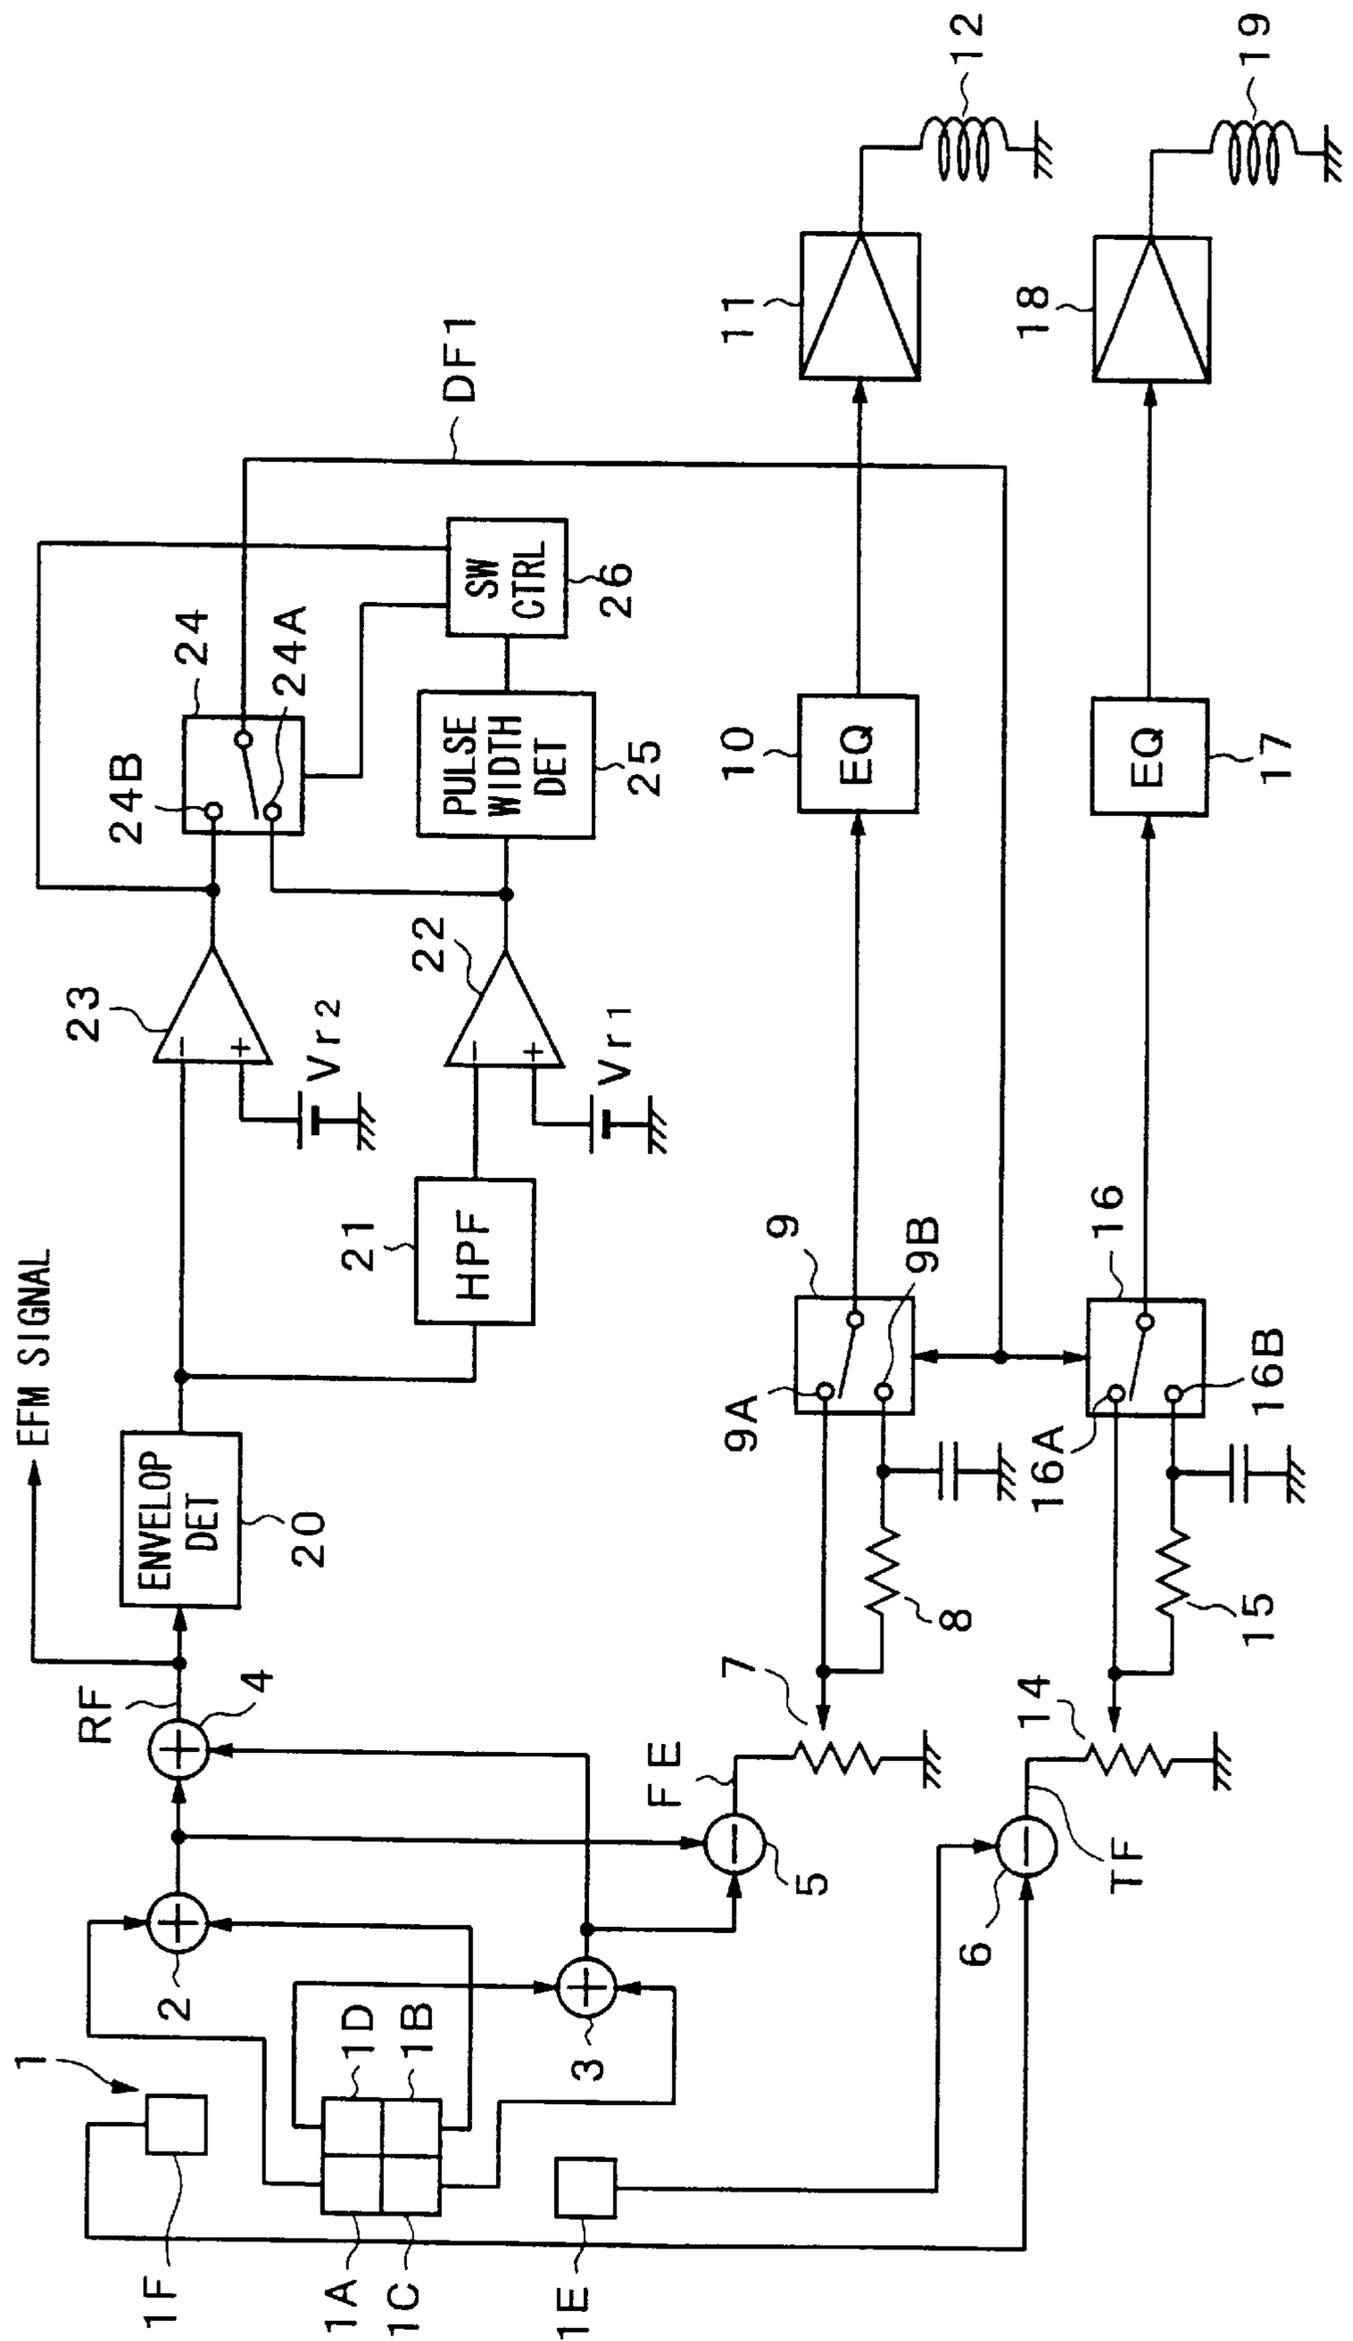 EFM SIGNAL
RF
ENVELOP
DET
20
4
2
1
1F
1A
1C
1D
1B
1E
3
HPF
21
23
Vr2
22
Vr1
24
24B
24A
PULSE
WIDTH
DET
25
SW
CTRL
26
DF1
FE
5
7
8
9
9A
9B
EQ
10
11
12
TF
6
14
15
16
16A
16B
EQ
17
18
19